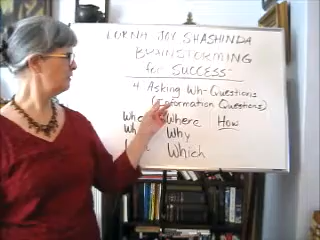 LORNA JOY SHASHINDA
BRAINSTORMING
for SUCCESS
4 Asking Wh- Questions
(Information Questions)
Where How
Why
Which